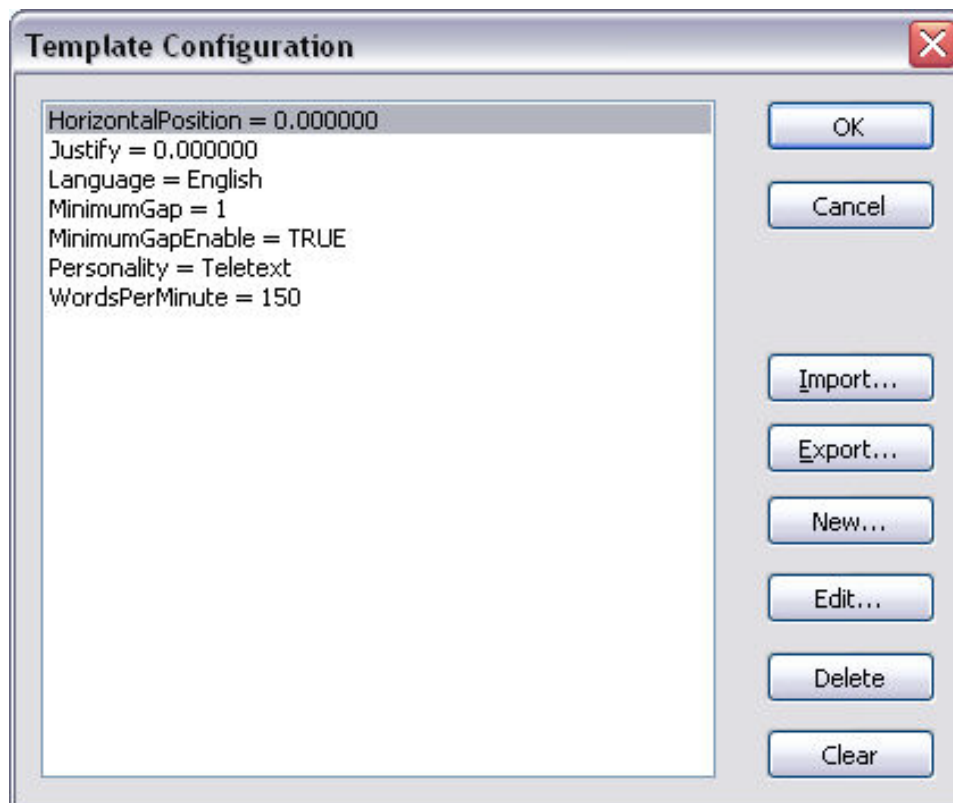 Template Configuration
HorizontalPosition = 0.000000
Justify = 0.000000
Language = English
MinimumGap = 1
MinimumGapEnable = TRUE
Personality = Teletext
WordsPerMinute = 150
OK
Cancel
Import...
Export...
New...
Edit...
Delete
Clear